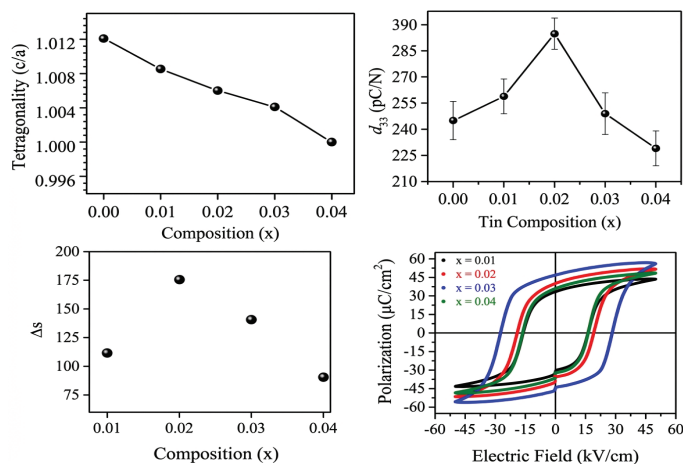 Tetragonality (c/a)
1.012
1.008
1.004
1.000
0.996
0.00 0.01 0.02 0.03 0.04
Composition (x)
d33 (pC/N)
390
360
330
300
270
240
225
210
0.00 0.01 0.02 0.03 0.04
Tin Composition (x)
Δs
200
175
150
125
100
75
0.01 0.02 0.03 0.04
Composition (x)
Polarization (μC/cm2)
60
45
30
15
0
-15
-30
-45
-60
x = 0.01
x = 0.02
x = 0.03
x = 0.04
-60 -45 -30 -15 0 15 30 45 60
Electric Field (kV/cm)